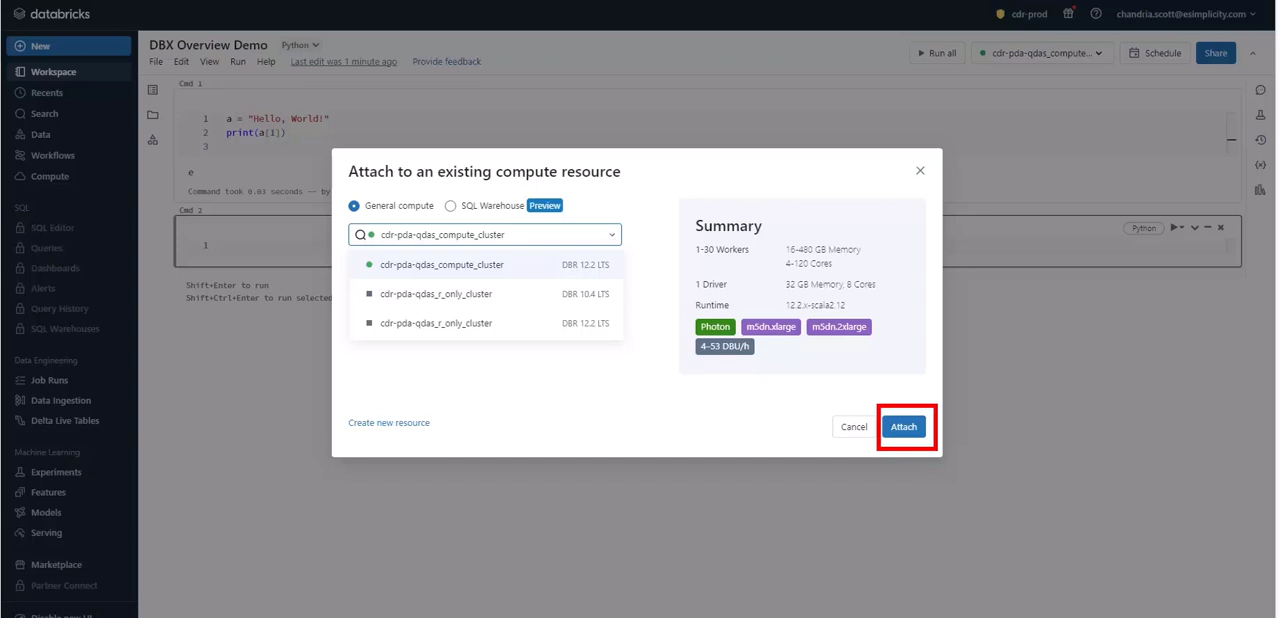 databricks
cdr-prod
chandria.scott@esimplicity.com
New
Workspace
Recents
Search
Data
Workflows
Compute
SQL
SQL Editor
Queries
Dashboards
Alerts
Query History
SQL Warehouses
Data Engineering
Job Runs
Data Ingestion
Delta Live Tables
Machine Learning
Experiments
Features
Models
Serving
Marketplace
Partner Connect
Disable new UI
DBX Overview Demo Python
File Edit View Run Help Last edit was 1 minute ago Provide feedback
Run all cdr-pda-qdas_compute... Schedule Share
Cmd 1
1 a = "Hello, World!"
2 print(a[1])
3
e
Command took 0.03 seconds -- by
Cmd 2
1
Python
Shift+Enter to run
Shift+Ctrl+Enter to run selected
Attach to an existing compute resource
General compute SQL Warehouse Preview
cdr-pda-qdas_compute_cluster
cdr-pda-qdas_compute_cluster DBR 12.2 LTS
cdr-pda-qdas_r_only_cluster DBR 10.4 LTS
cdr-pda-qdas_r_only_cluster DBR 12.2 LTS
Summary
1-30 Workers 16-480 GB Memory
4-120 Cores
1 Driver 32 GB Memory, 8 Cores
Runtime 12.2.x-scala2.12
Photon m5dn.xlarge m5dn.2xlarge
4-53 DBU/h
Create new resource
Cancel Attach